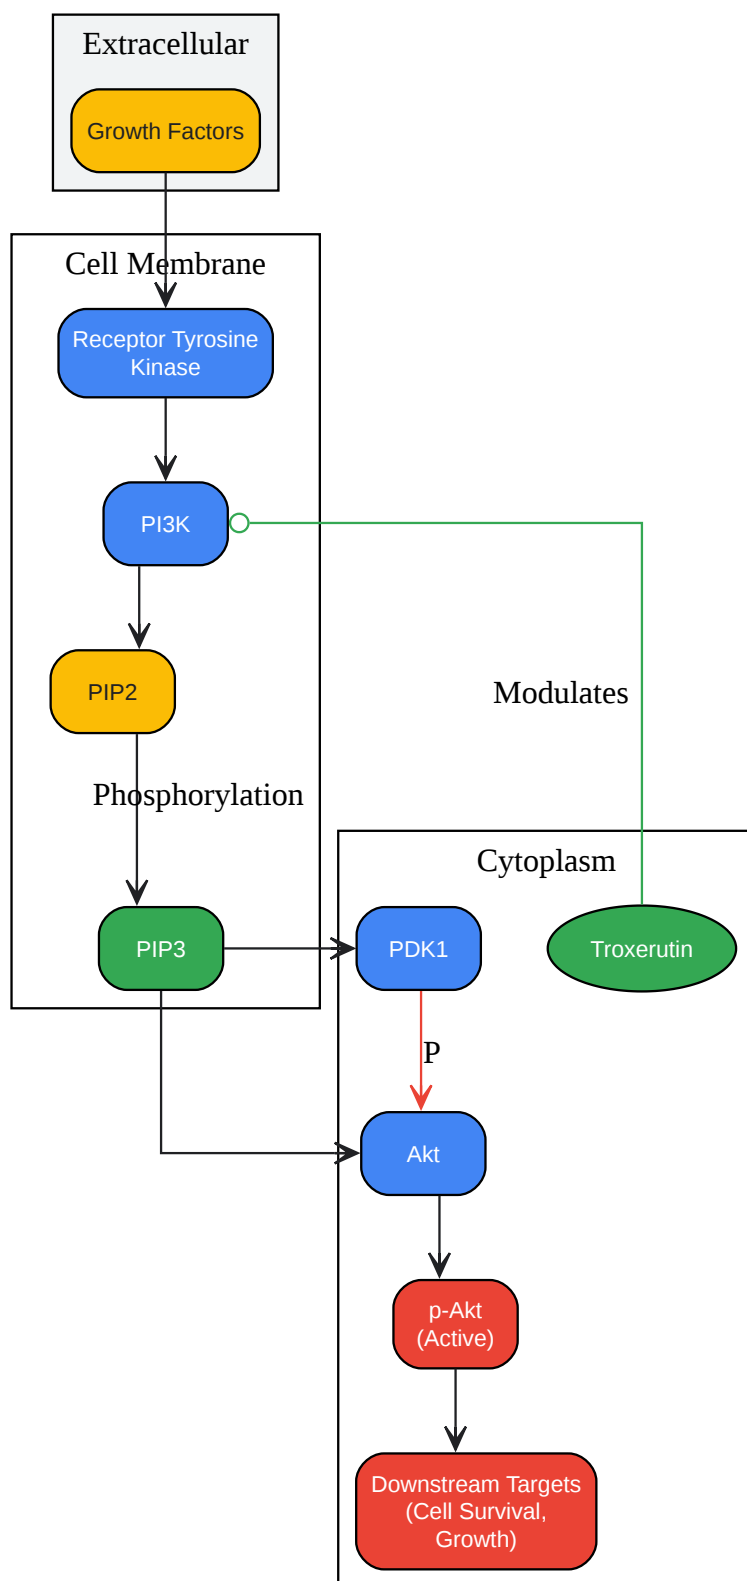 Extracellular
Growth Factors
Cell Membrane
Receptor Tyrosine
Kinase
PI3K
PIP2
Modulates
Phosphorylation
Cytoplasm
PIP3
PDK1
Troxerutin
P
Akt
p-Akt
(Active)
Downstream Targets
(Cell Survival,
Growth)